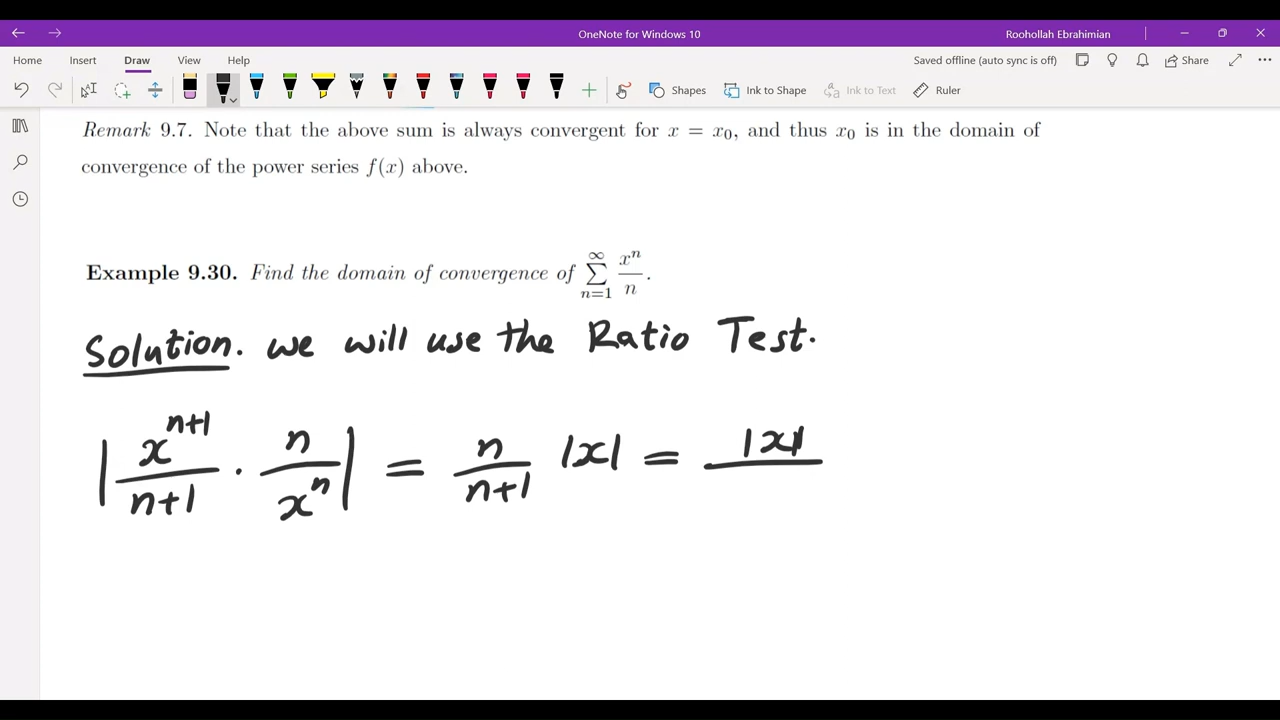 OneNote for Windows 10
Roohollah Ebrahimian
Home Insert Draw View Help
Saved offline (auto sync is off) Share
Shapes Ink to Shape Ink to Text Ruler
Remark 9.7. Note that the above sum is always convergent for x = x₀, and thus x₀ is in the domain of
convergence of the power series f(x) above.
Example 9.30. Find the domain of convergence of ∑_{n=1}^{∞} xⁿ/n.
Solution. we will use the Ratio Test.
| x^{n+1}/(n+1) · n/xⁿ | = n/(n+1) |x| = |x|/